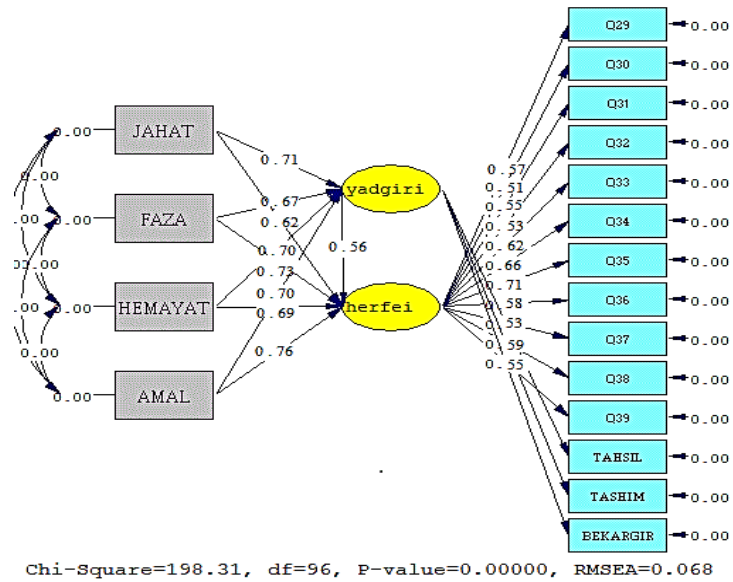 Q29
0.00
Q30
0.00
Q31
0.00
JAHAT
0.00
Q32
0.00
0.71
0.57
Q33
0.00
0.00
yadgiri
0.51
0.67
0.55
FAZA
0.00
0.62
0.53
Q34
0.00
0.62
0.70
0.56
Q35
0.00
0.66
0.73
0.71
0.70
Q36
0.00
HEMAYAT
0.00
0.69
herfei
.58
Q37
0.00
.53
0.00
0.76
.59
0.55
Q38
0.00
AMAL
0.00
Q39
0.00
TAHSIL
0.00
TASHIM
0.00
BEKARGIR
0.00
Chi-Square=198.31, df=96, P-value=0.00000, RMSEA=0.068